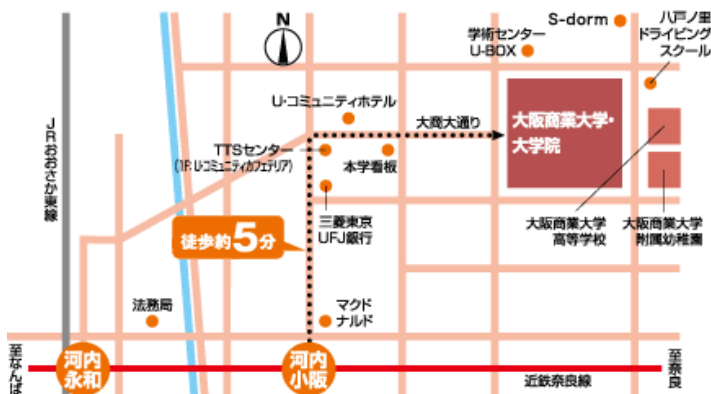 N
S-dorm
八戸ノ里
ドライビング
スクール
学術センター
U-BOX
U・コミュニティホテル
大商大通り
大阪商業大学・
大学院
JRおおさか東線
TTSセンター
(1F. U・コミュニティカフェテリア)
本学看板
三菱東京
UFJ銀行
大阪商業大学
高等学校
大阪商業大学
附属幼稚園
徒歩約5分
法務局
マクド
ナルド
至なんば
河内
永和
河内
小阪
近鉄奈良線
至奈良